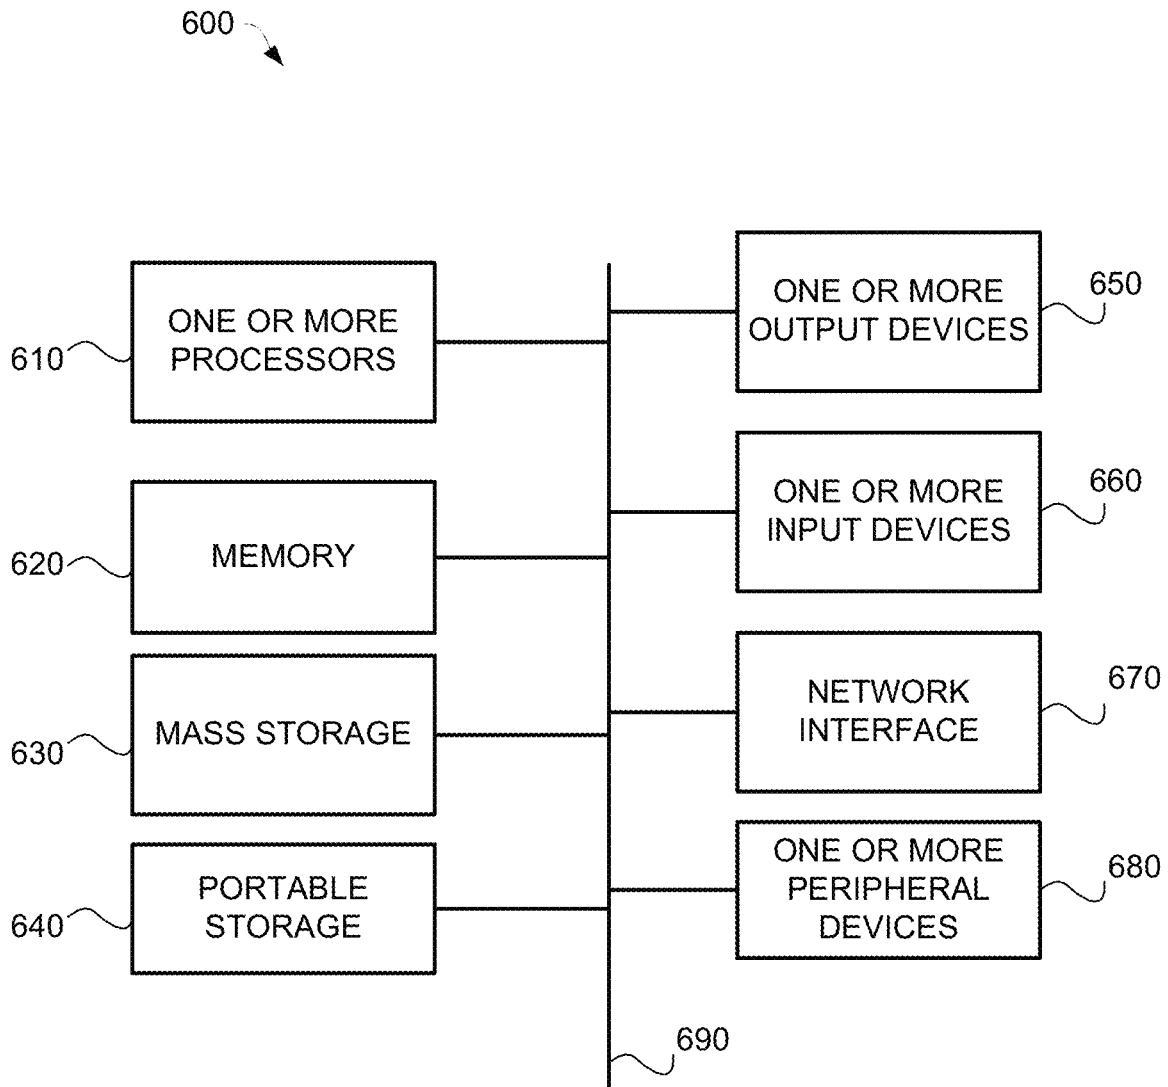 600
ONE OR MORE
PROCESSORS
610
MEMORY
620
MASS STORAGE
630
PORTABLE
STORAGE
640
ONE OR MORE
OUTPUT DEVICES
650
ONE OR MORE
INPUT DEVICES
660
NETWORK
INTERFACE
670
ONE OR MORE
PERIPHERAL
DEVICES
680
690